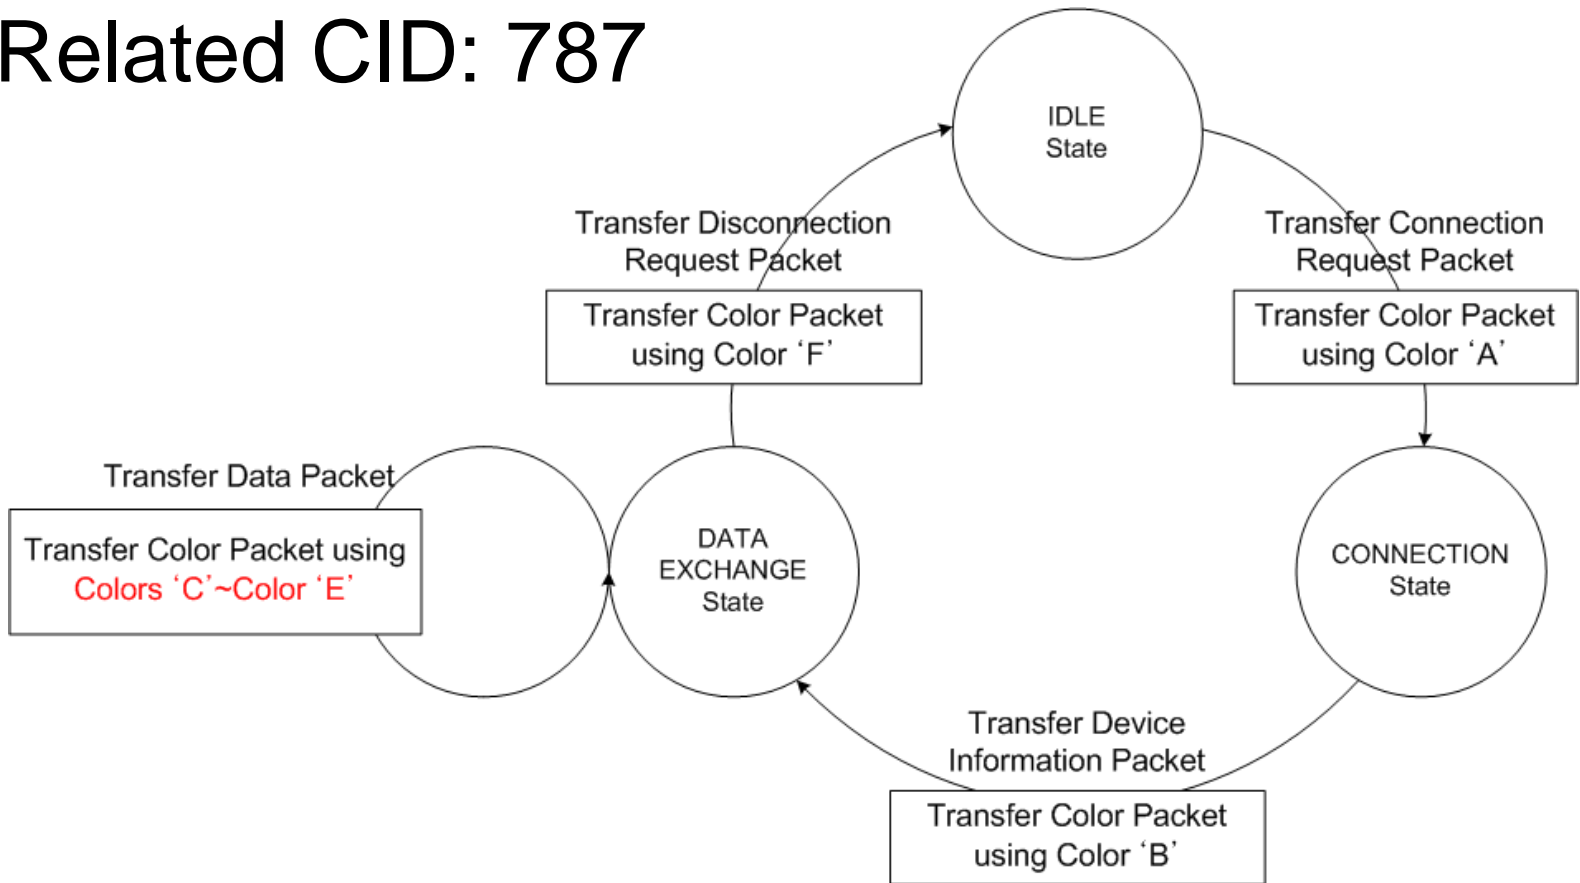 Related CID: 787
IDLE
State
Transfer Disconnection
Request Packet
Transfer Color Packet
using Color ‘F’
Transfer Connection
Request Packet
Transfer Color Packet
using Color ‘A’
Transfer Data Packet
Transfer Color Packet using
Colors ‘C’~Color ‘E’
DATA
EXCHANGE
State
CONNECTION
State
Transfer Device
Information Packet
Transfer Color Packet
using Color ‘B’